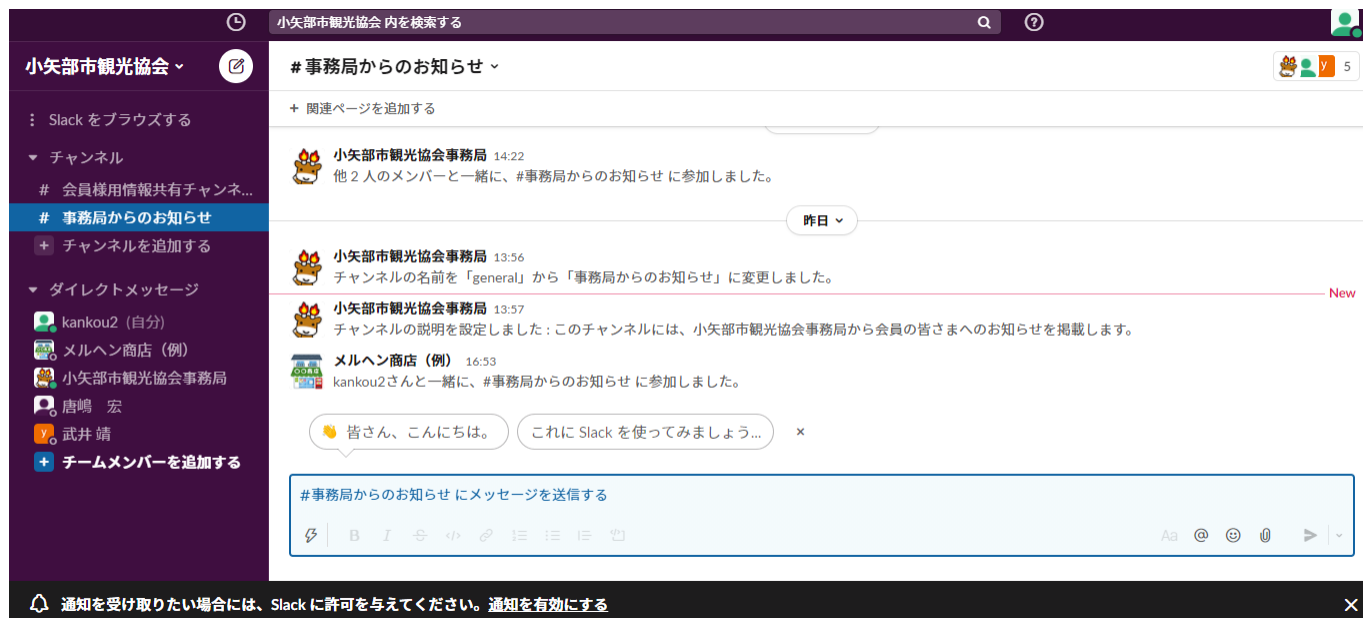 小矢部市観光協会 内を検索する
小矢部市観光協会
Slack をブラウズする
チャンネル
# 会員様用情報共有チャンネ...
# 事務局からのお知らせ
+ チャンネルを追加する
ダイレクトメッセージ
kankou2 (自分)
メルヘン商店（例）
小矢部市観光協会事務局
唐嶋 宏
y 武井 靖
+ チームメンバーを追加する
# 事務局からのお知らせ
y 5
+ 関連ページを追加する
小矢部市観光協会事務局 14:22
他 2 人のメンバーと一緒に、#事務局からのお知らせ に参加しました。
昨日
小矢部市観光協会事務局 13:56
チャンネルの名前を「general」から「事務局からのお知らせ」に変更しました。
New
小矢部市観光協会事務局 13:57
チャンネルの説明を設定しました : このチャンネルには、小矢部市観光協会事務局から会員の皆さまへのお知らせを掲載します。
メルヘン商店（例） 16:53
kankou2さんと一緒に、#事務局からのお知らせ に参加しました。
👋 皆さん、こんにちは。
これに Slack を使ってみましょう... ×
#事務局からのお知らせ にメッセージを送信する
B I S </> Aa @
通知を受け取りたい場合には、Slack に許可を与えてください。通知を有効にする